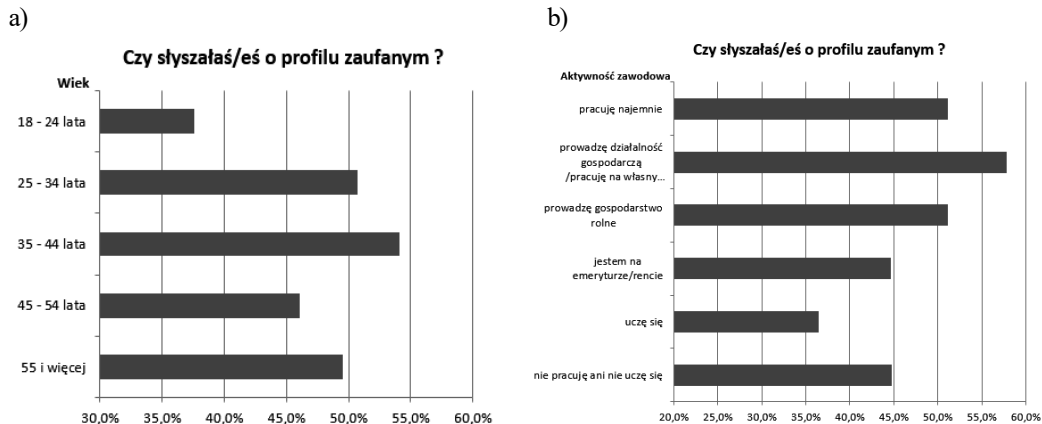 a)
Czy słyszałaś/eś o profilu zaufanym ?
Wiek
18 - 24 lata
25 - 34 lata
35 - 44 lata
45 - 54 lata
55 i więcej
30,0% 35,0% 40,0% 45,0% 50,0% 55,0% 60,0%
b)
Czy słyszałaś/eś o profilu zaufanym ?
Aktywność zawodowa
pracuję najemnie
prowadzę działalność
gospodarczą
/pracuję na własny...
prowadzę gospodarstwo
rolne
jestem na
emeryturze/rencie
uczę się
nie pracuję ani nie uczę się
20,0% 25,0% 30,0% 35,0% 40,0% 45,0% 50,0% 55,0% 60,0%